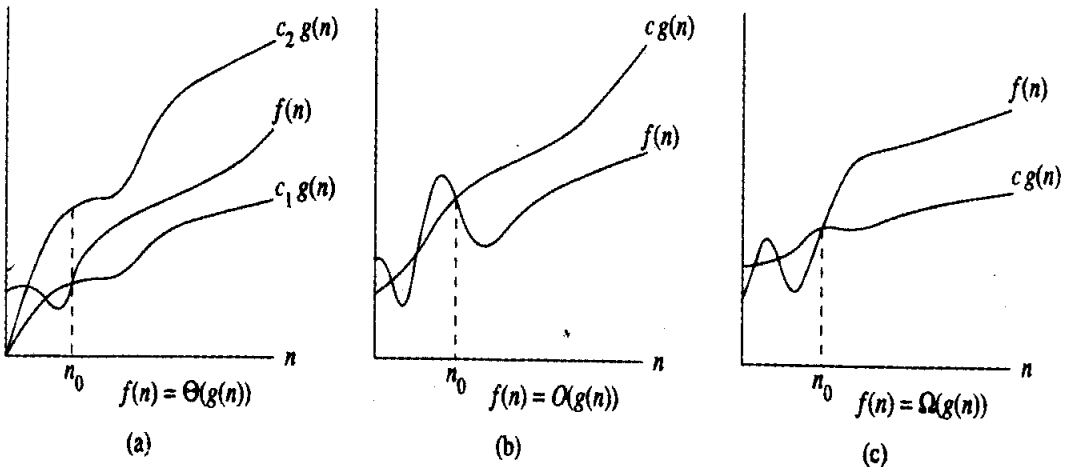 c₂ g(n)
f(n)
c₁ g(n)
n
n₀
f(n) = Θ(g(n))
(a)
c g(n)
f(n)
n
n₀
f(n) = O(g(n))
(b)
f(n)
c g(n)
n
n₀
f(n) = Ω(g(n))
(c)